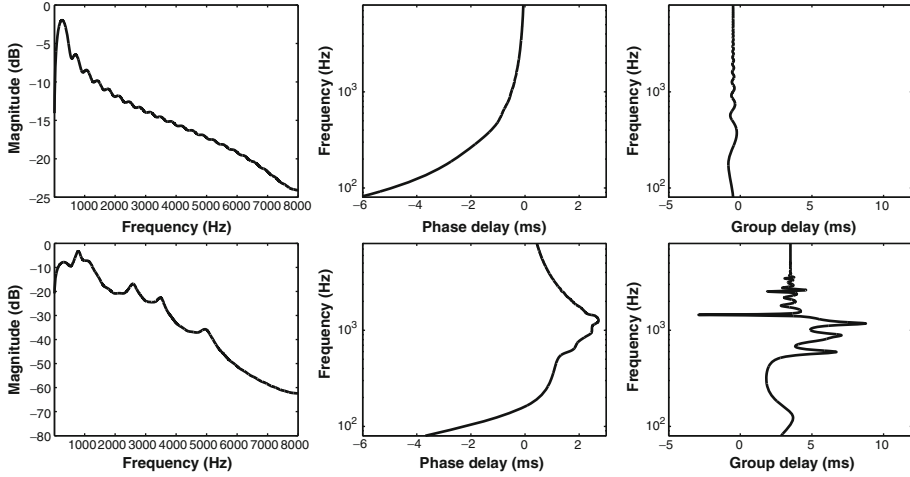 0
−5
−10
−15
−20
−25
Magnitude (dB)
1000 2000 3000 4000 5000 6000 7000 8000
Frequency (Hz)
10³
10²
Frequency (Hz)
−6 −4 −2 0 2
Phase delay (ms)
10³
10²
Frequency (Hz)
−5 0 5 10
Group delay (ms)
0
−10
−20
−30
−40
−50
−60
−70
−80
Magnitude (dB)
1000 2000 3000 4000 5000 6000 7000 8000
Frequency (Hz)
10³
10²
Frequency (Hz)
−6 −4 −2 0 2
Phase delay (ms)
10³
10²
Frequency (Hz)
−5 0 5 10
Group delay (ms)